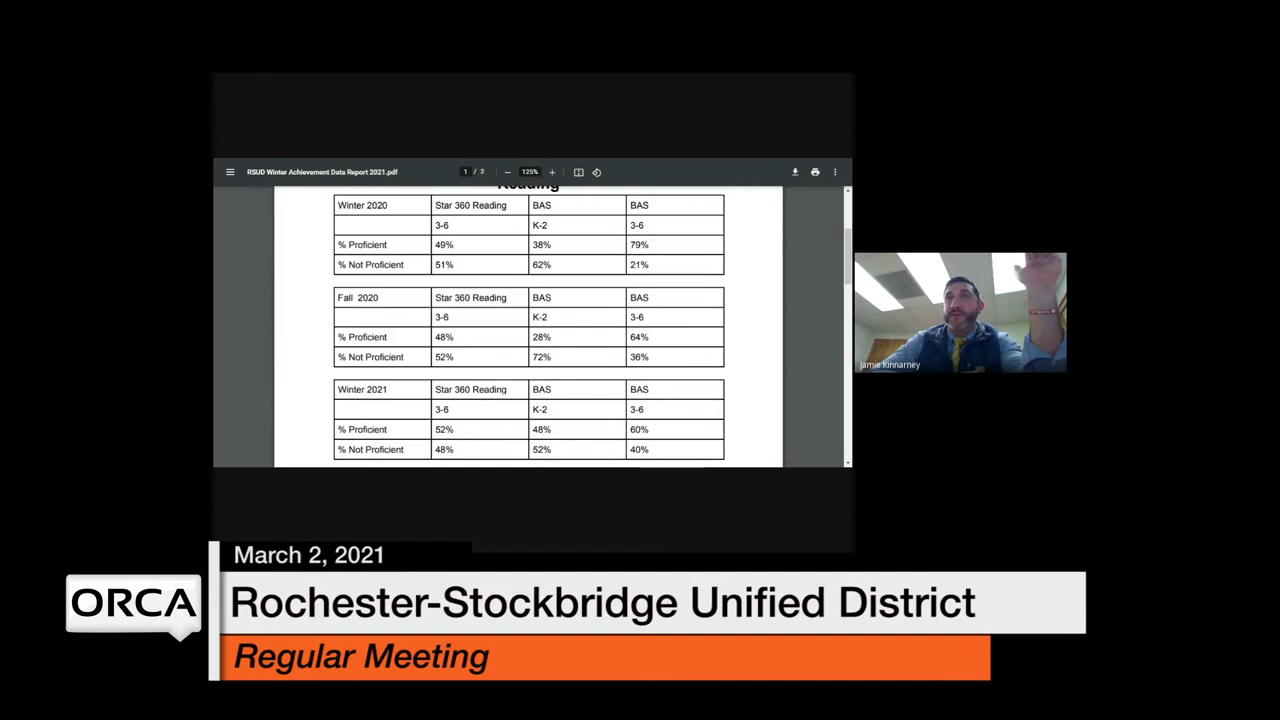 RSUD Winter Achievement Data Report 2021.pdf
1 / 2
125%
Reading
Winter 2020 Star 360 Reading BAS BAS
3-6 K-2 3-6
% Proficient 49% 38% 79%
% Not Proficient 51% 62% 21%
Fall 2020 Star 360 Reading BAS BAS
3-6 K-2 3-6
% Proficient 48% 28% 64%
% Not Proficient 52% 72% 36%
Winter 2021 Star 360 Reading BAS BAS
3-6 K-2 3-6
% Proficient 52% 48% 60%
% Not Proficient 48% 52% 40%
Jamie Kinnarney
March 2, 2021
ORCA
Rochester-Stockbridge Unified District
Regular Meeting